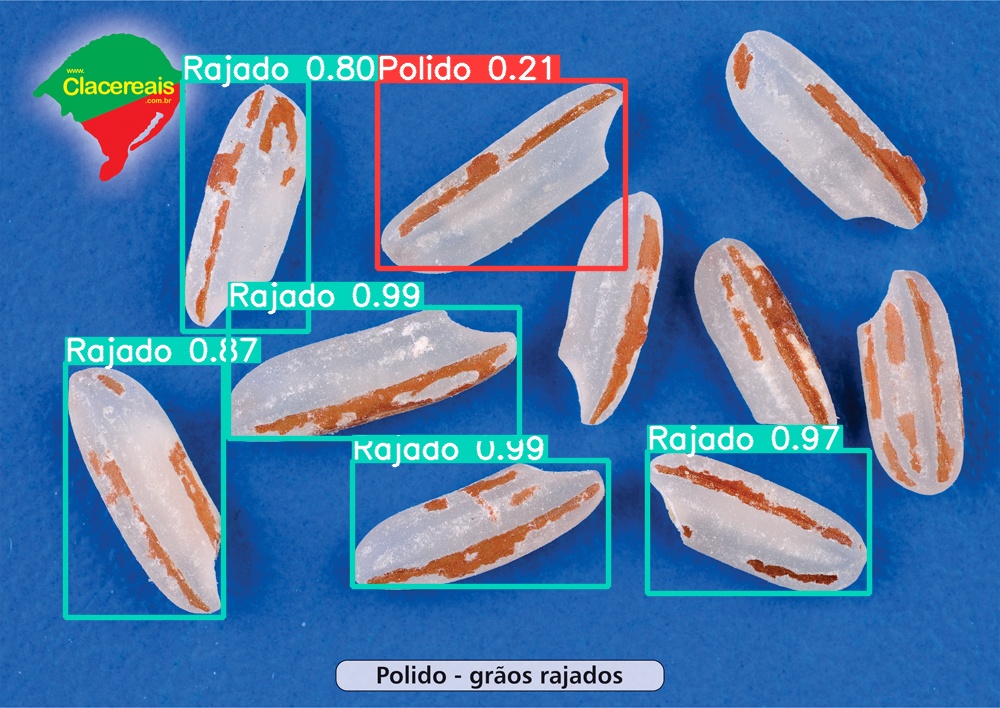 www.
Clacereais
.com.br
Rajado 0.80
Polido 0.21
Rajado 0.99
Rajado 0.87
Rajado 0.99
Rajado 0.97
Polido - grãos rajados